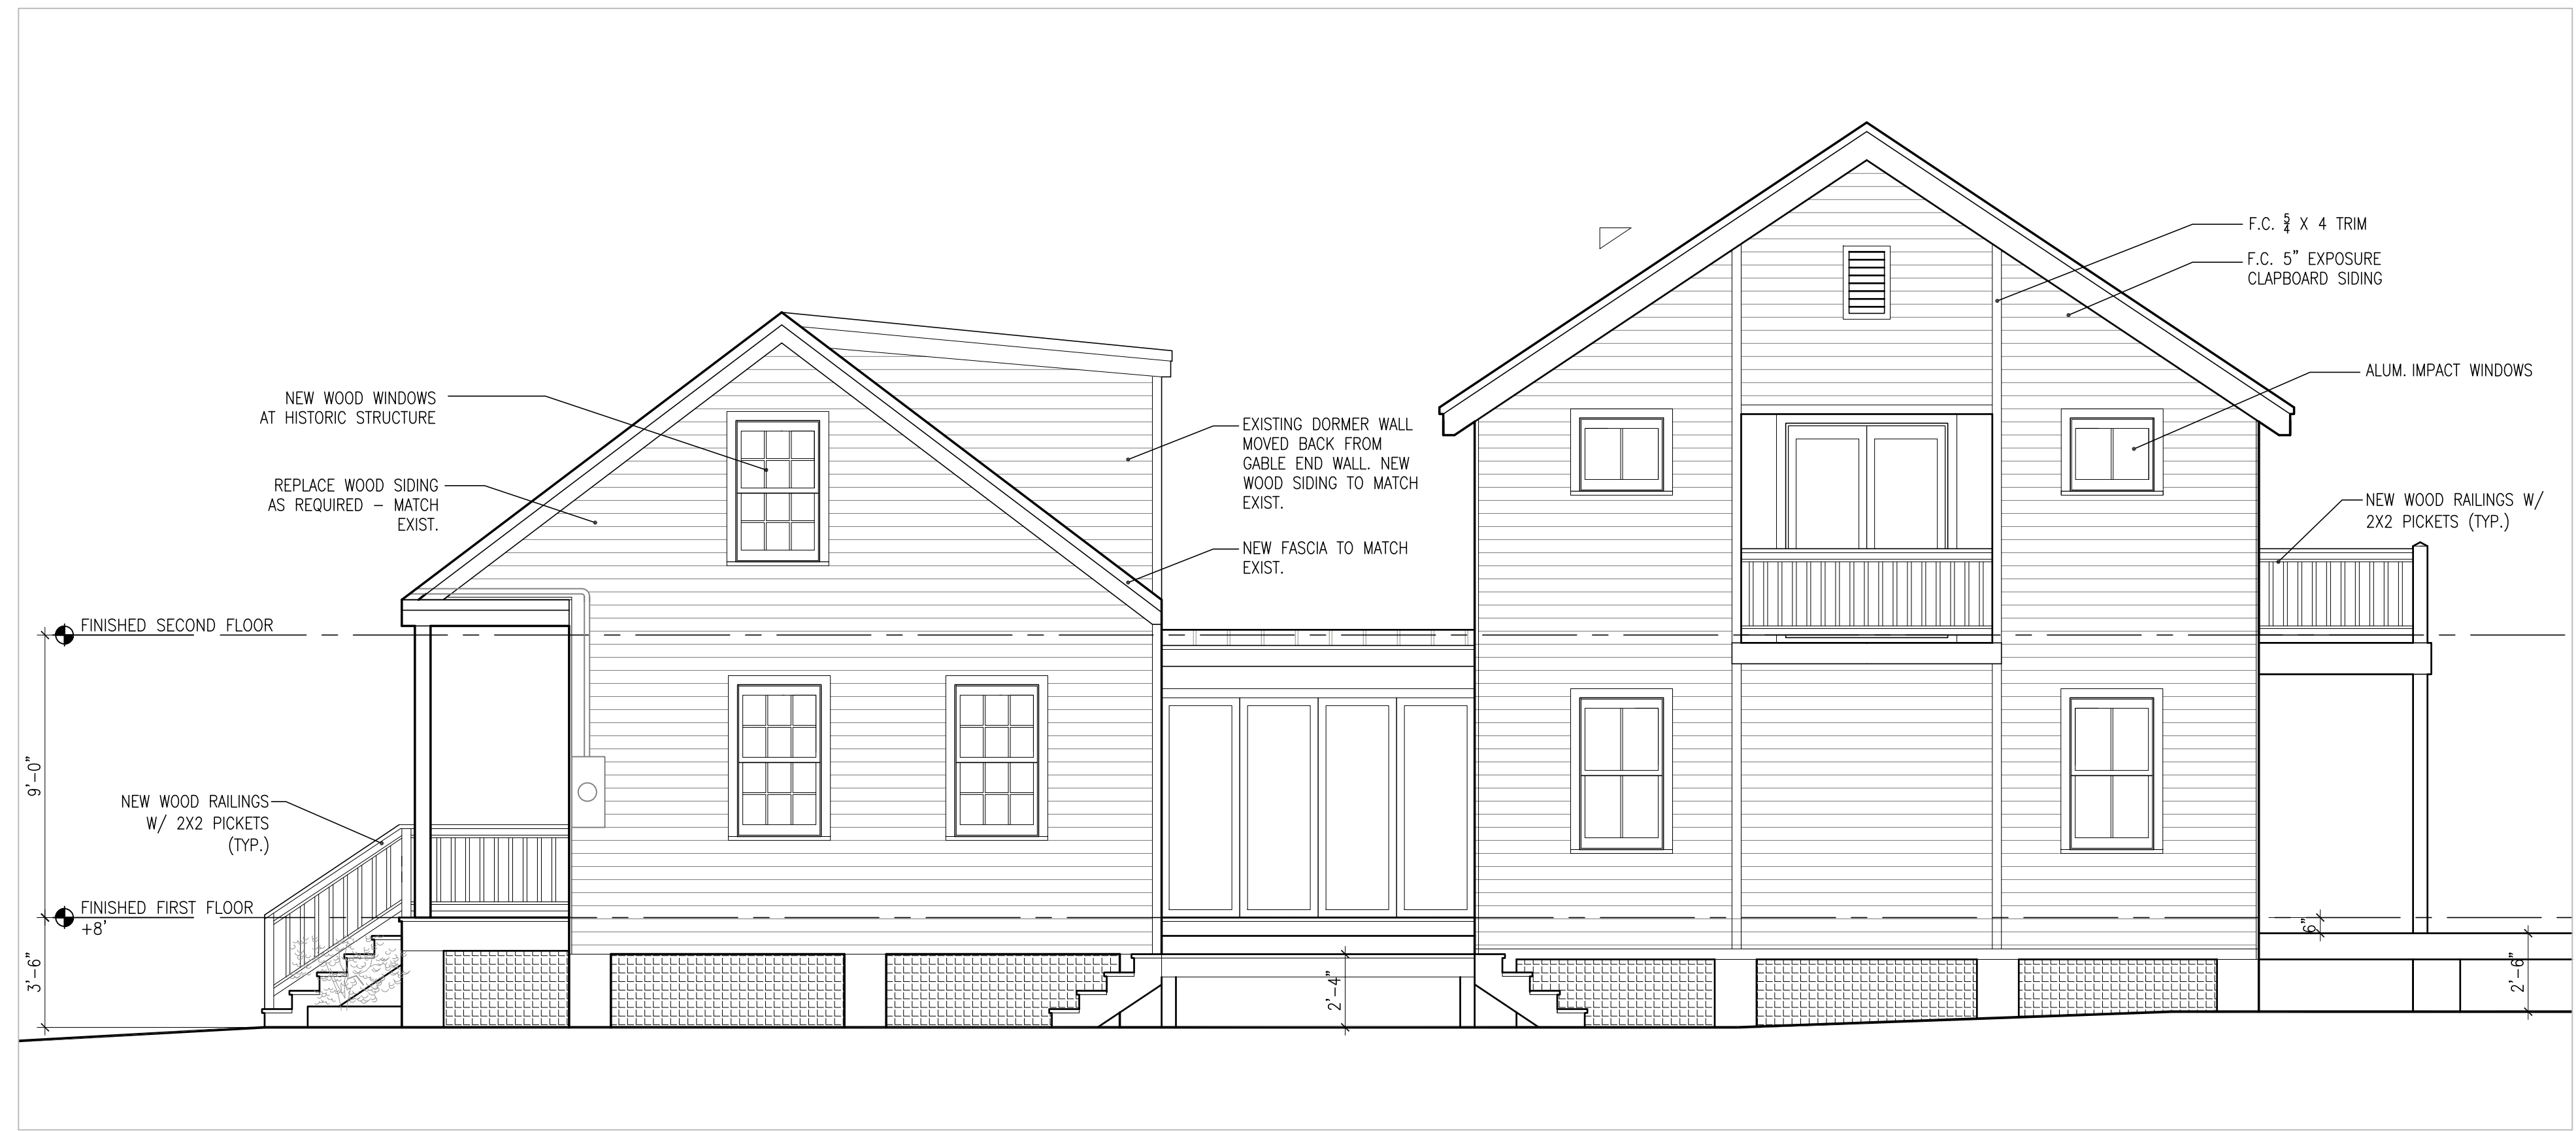 F.C. 5/4 X 4 TRIM
F.C. 5" EXPOSURE
CLAPBOARD SIDING
ALUM. IMPACT WINDOWS
NEW WOOD WINDOWS
AT HISTORIC STRUCTURE
EXISTING DORMER WALL
MOVED BACK FROM
GABLE END WALL. NEW
WOOD SIDING TO MATCH
EXIST.
REPLACE WOOD SIDING
AS REQUIRED – MATCH
EXIST.
NEW WOOD RAILINGS W/
2X2 PICKETS (TYP.)
NEW FASCIA TO MATCH
EXIST.
FINISHED SECOND FLOOR
9'-0"
NEW WOOD RAILINGS
W/ 2X2 PICKETS
(TYP.)
FINISHED FIRST FLOOR
+8'
3'-6"
2'-4"
6"
2'-6"